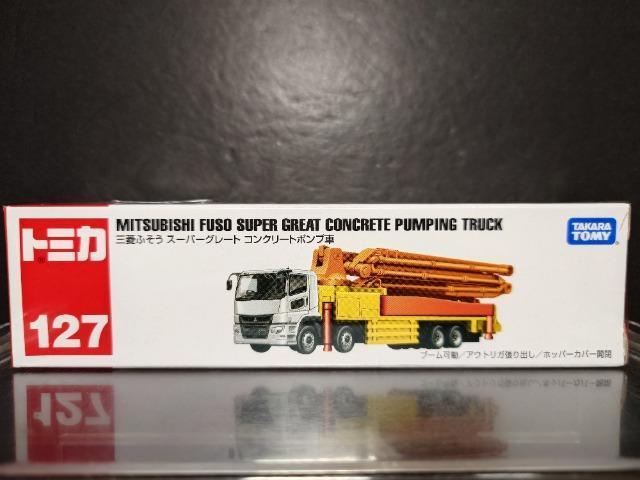 トミカ
127
MITSUBISHI FUSO SUPER GREAT CONCRETE PUMPING TRUCK
三菱ふそう スーパーグレート コンクリートポンプ車
TAKARA
TOMY
ブーム可動／アウトリガ張り出し／ホッパーカバー開閉